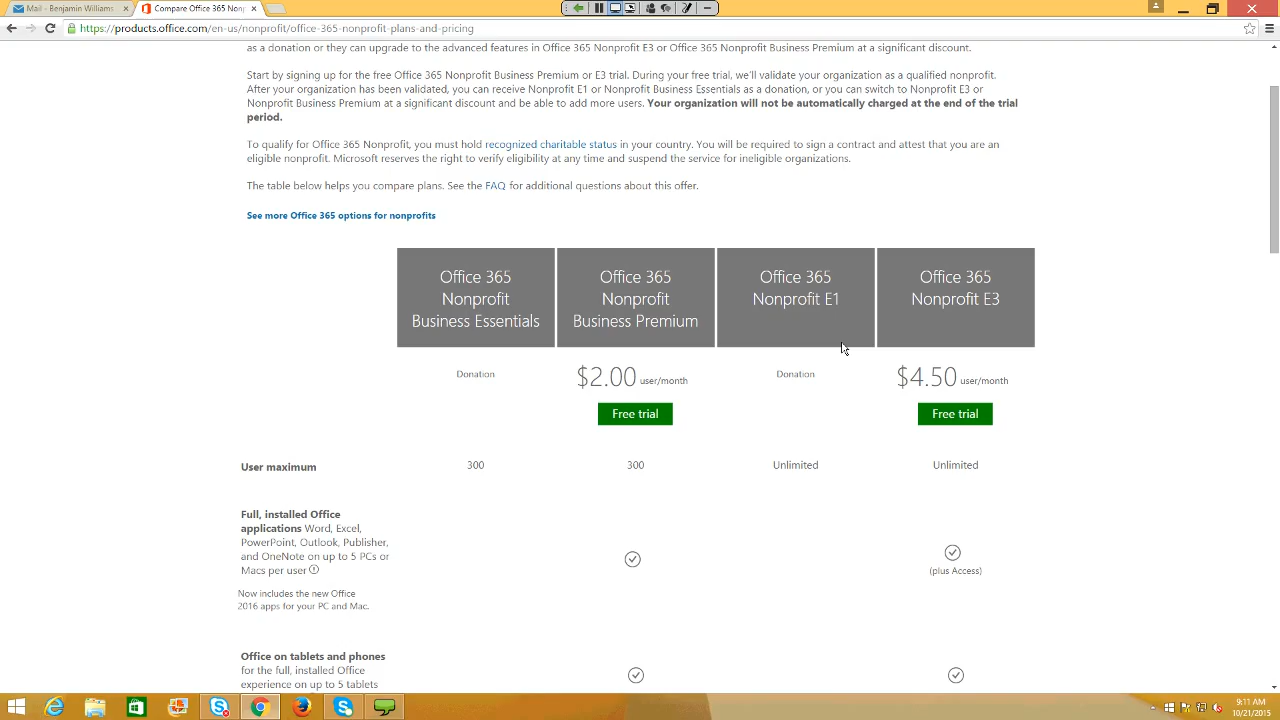 Mail - Benjamin Williams
Compare Office 365 Nonp
https://products.office.com/en-us/nonprofit/office-365-nonprofit-plans-and-pricing
as a donation or they can upgrade to the advanced features in Office 365 Nonprofit E3 or Office 365 Nonprofit Business Premium at a significant discount.
Start by signing up for the free Office 365 Nonprofit Business Premium or E3 trial. During your free trial, we'll validate your organization as a qualified nonprofit.
After your organization has been validated, you can receive Nonprofit E1 or Nonprofit Business Essentials as a donation, or you can switch to Nonprofit E3 or
Nonprofit Business Premium at a significant discount and be able to add more users. Your organization will not be automatically charged at the end of the trial
period.
To qualify for Office 365 Nonprofit, you must hold recognized charitable status in your country. You will be required to sign a contract and attest that you are an
eligible nonprofit. Microsoft reserves the right to verify eligibility at any time and suspend the service for ineligible organizations.
The table below helps you compare plans. See the FAQ for additional questions about this offer.
See more Office 365 options for nonprofits
Office 365 Nonprofit Business Essentials
Office 365 Nonprofit Business Premium
Office 365 Nonprofit E1
Office 365 Nonprofit E3
Donation
$2.00 user/month
Donation
$4.50 user/month
Free trial
Free trial
User maximum
300
300
Unlimited
Unlimited
Full, installed Office
applications Word, Excel,
PowerPoint, Outlook, Publisher,
and OneNote on up to 5 PCs or
Macs per user
(plus Access)
Now includes the new Office
2016 apps for your PC and Mac.
Office on tablets and phones
for the full, installed Office
experience on up to 5 tablets
9:11 AM
10/21/2015